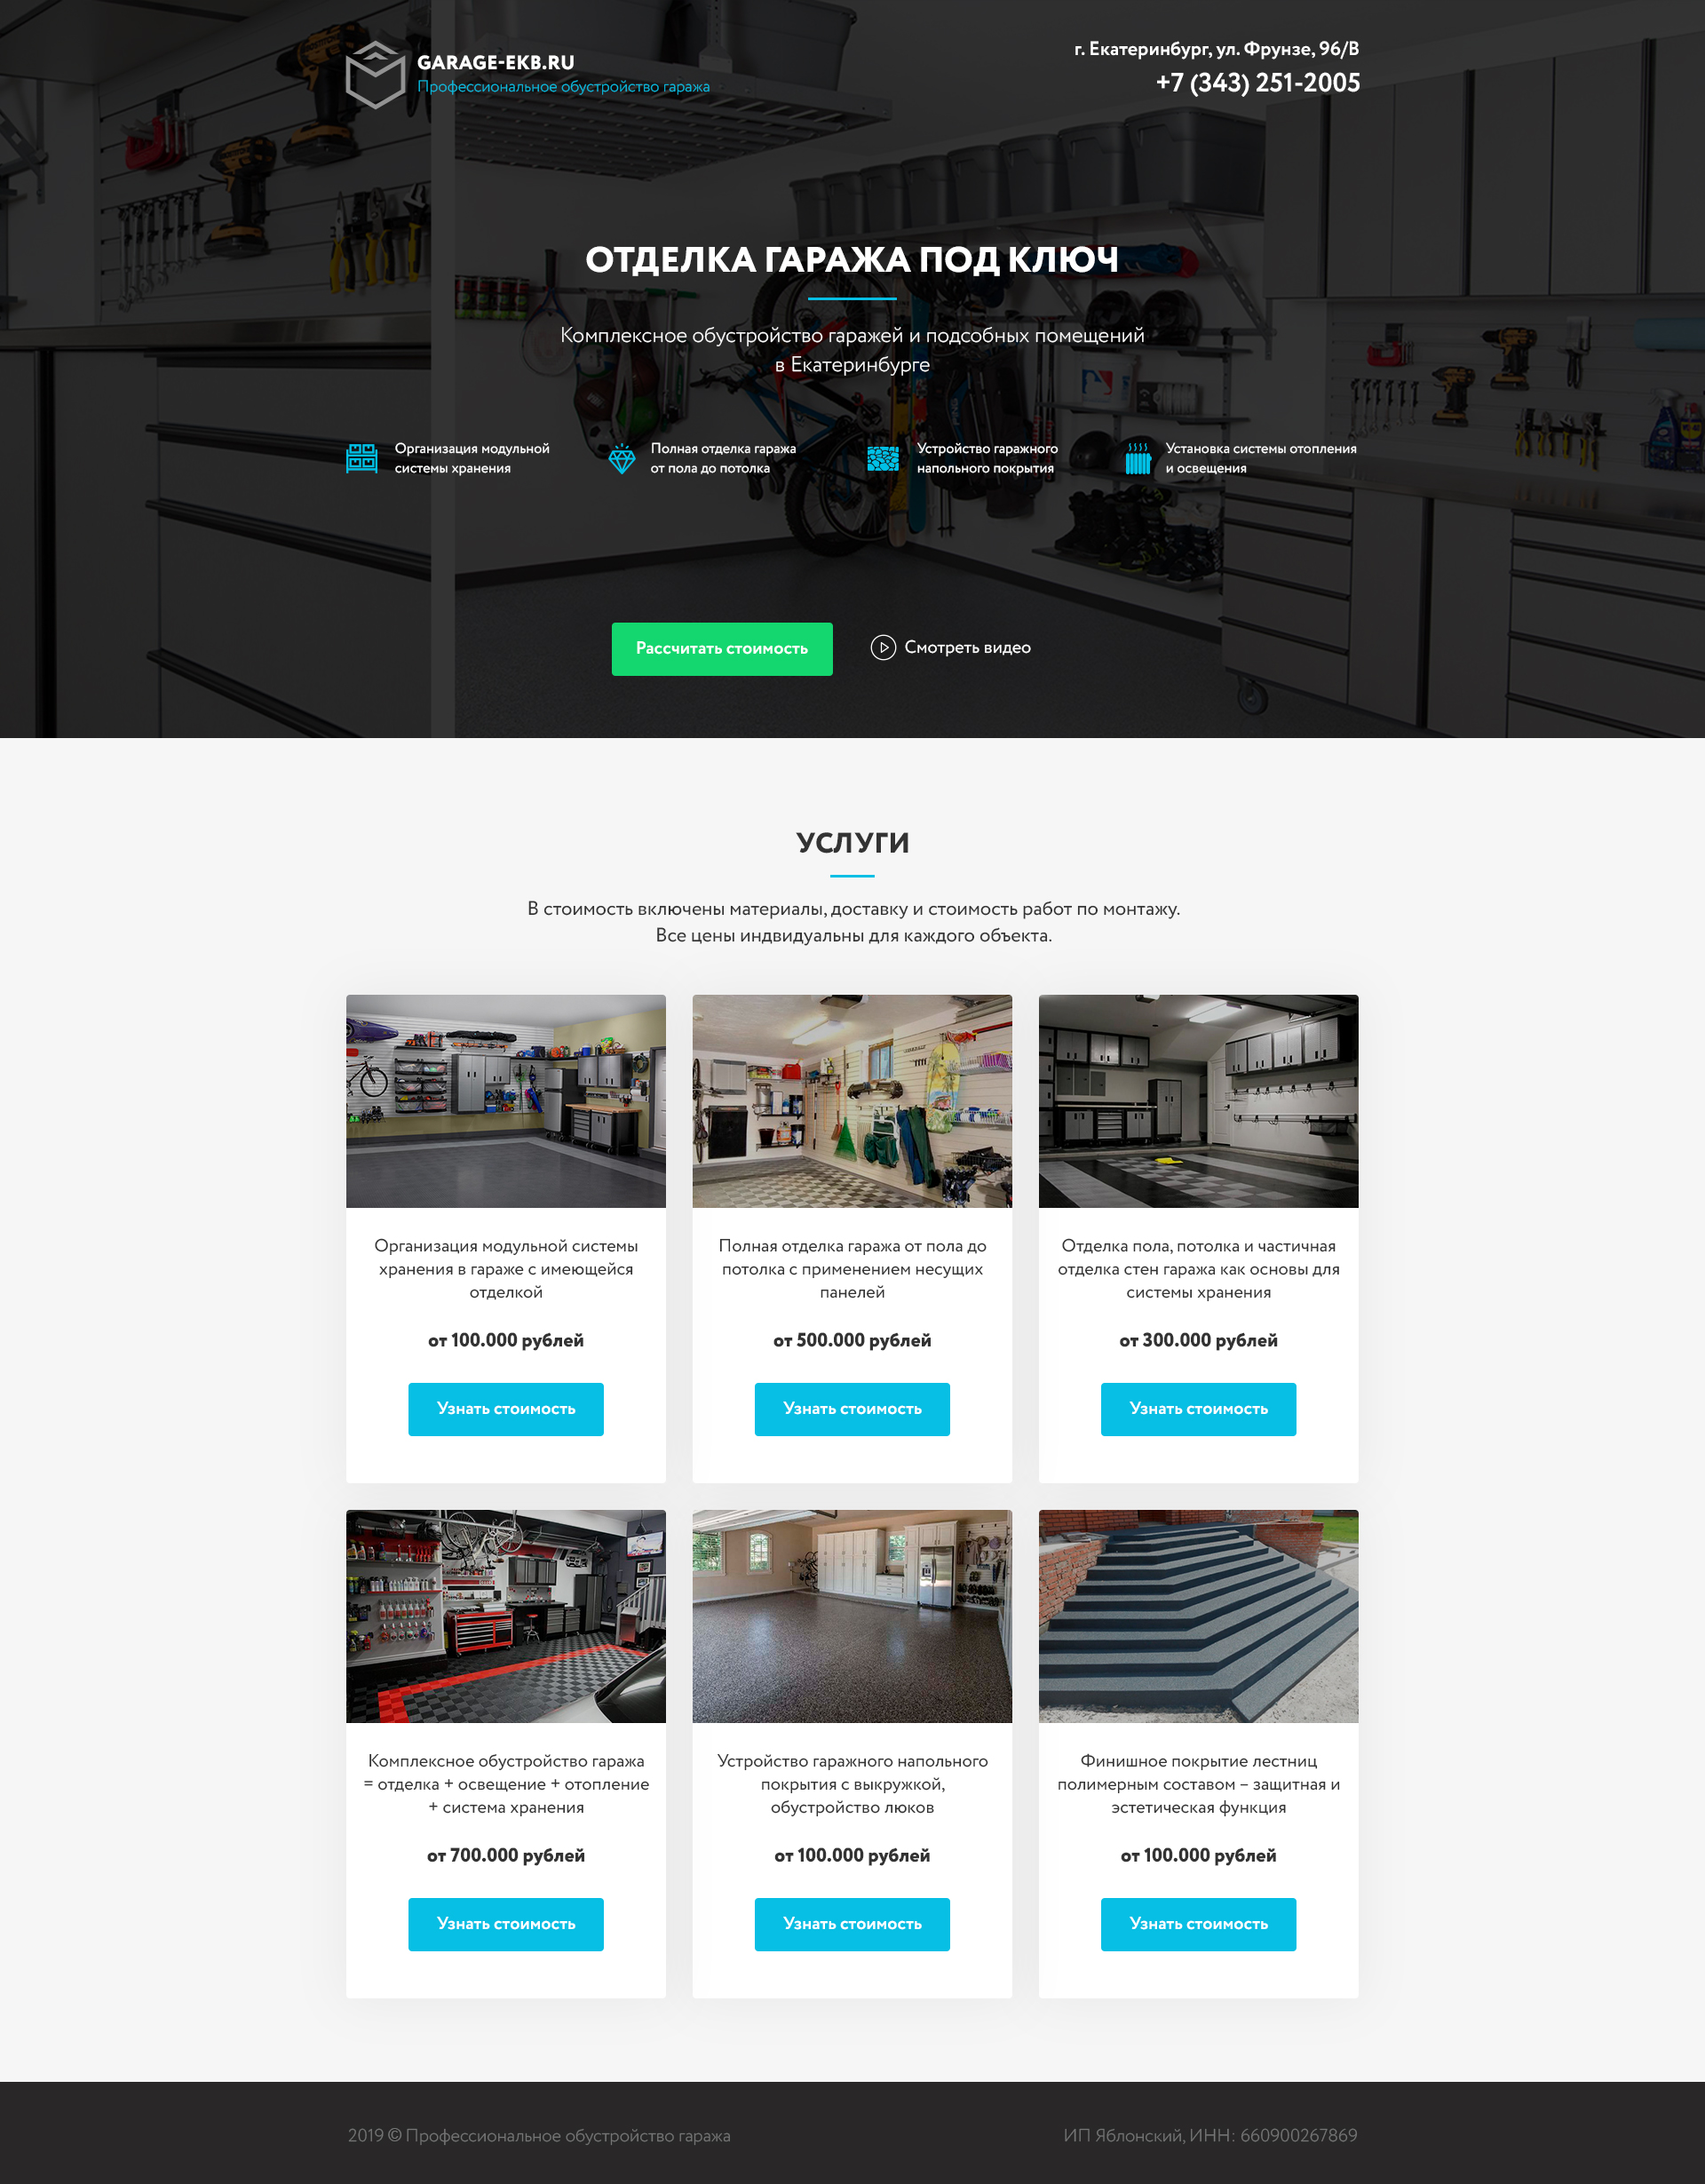 GARAGE-EKB.RU
Профессиональное обустройство гаража
г. Екатеринбург, ул. Фрунзе, 96/В
+7 (343) 251-2005
ОТДЕЛКА ГАРАЖА ПОД КЛЮЧ
Комплексное обустройство гаражей и подсобных помещений
в Екатеринбурге
Организация модульной
системы хранения
Полная отделка гаража
от пола до потолка
Устройство гаражного
напольного покрытия
Установка системы отопления
и освещения
Рассчитать стоимость
Смотреть видео
УСЛУГИ
В стоимость включены материалы, доставку и стоимость работ по монтажу.
Все цены индвидуальны для каждого объекта.
Организация модульной системы
хранения в гараже с имеющейся
отделкой
от 100.000 рублей
Узнать стоимость
Полная отделка гаража от пола до
потолка с применением несущих
панелей
от 500.000 рублей
Узнать стоимость
Отделка пола, потолка и частичная
отделка стен гаража как основы для
системы хранения
от 300.000 рублей
Узнать стоимость
Комплексное обустройство гаража
= отделка + освещение + отопление
+ система хранения
от 700.000 рублей
Узнать стоимость
Устройство гаражного напольного
покрытия с выкружкой,
обустройство люков
от 100.000 рублей
Узнать стоимость
Финишное покрытие лестниц
полимерным составом – защитная и
эстетическая функция
от 100.000 рублей
Узнать стоимость
2019 © Профессиональное обустройство гаража
ИП Яблонский, ИНН: 660900267869